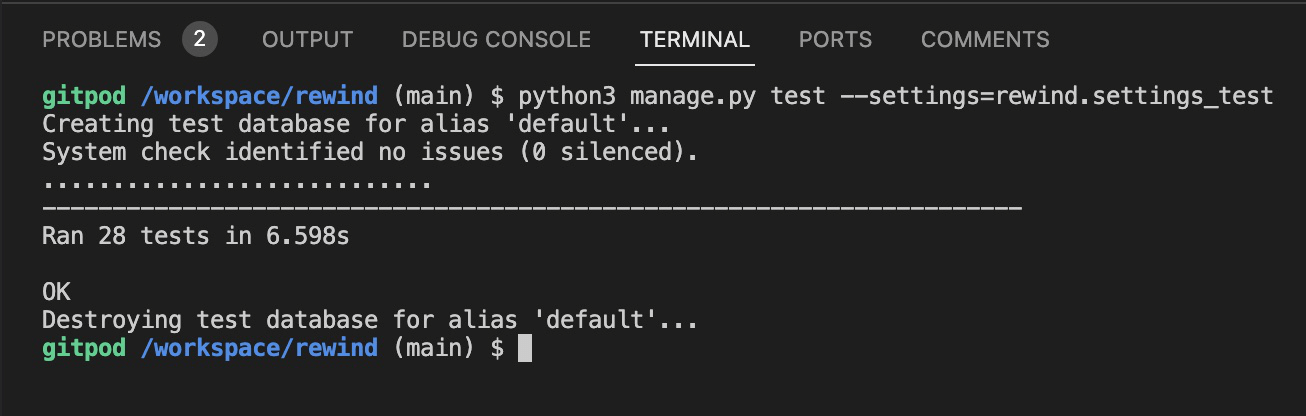 PROBLEMS 2 OUTPUT DEBUG CONSOLE TERMINAL PORTS COMMENTS
gitpod /workspace/rewind (main) $ python3 manage.py test --settings=rewind.settings_test
Creating test database for alias 'default'...
System check identified no issues (0 silenced).
............................
----------------------------------------------------------------------
Ran 28 tests in 6.598s
OK
Destroying test database for alias 'default'...
gitpod /workspace/rewind (main) $